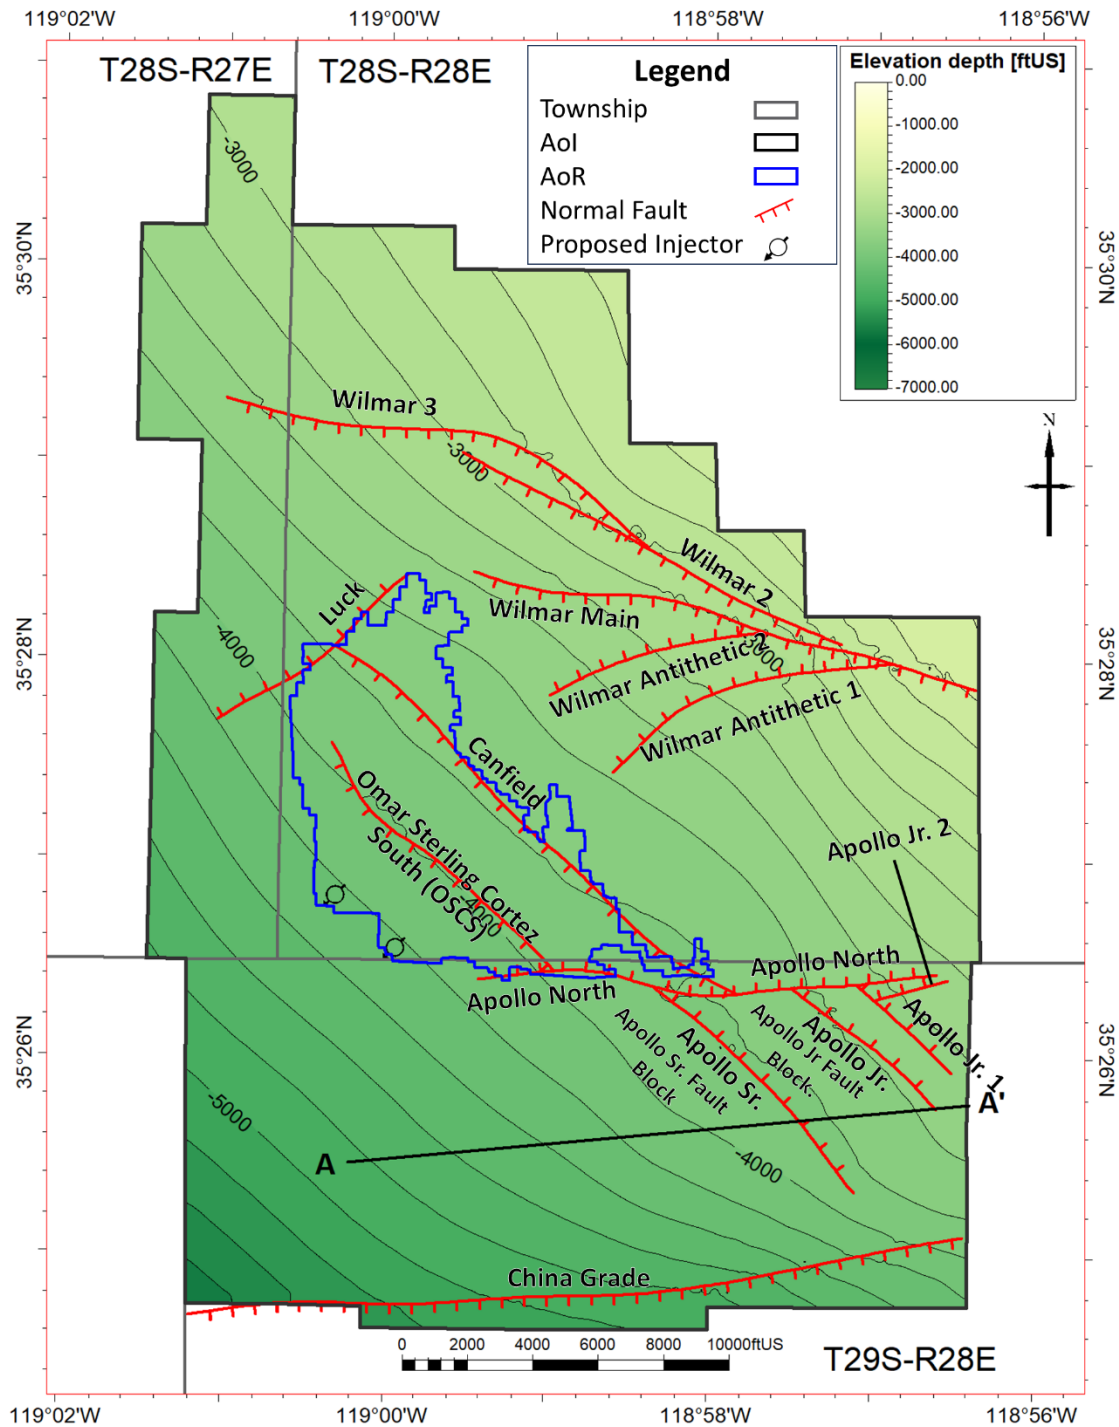 119°02'W
119°00'W
118°58'W
118°56'W
T28S-R27E
T28S-R28E
Legend
Township
AoI
AoR
Normal Fault
Proposed Injector
Elevation depth [ftUS]
0.00
-1000.00
-2000.00
-3000.00
-4000.00
-5000.00
-6000.00
-7000.00
-3000
35°30'N
35°30'N
N
Wilmar 3
-3000
Wilmar 2
Luck
Wilmar Main
35°28'N
35°28'N
-4000
Wilmar Antithetic 2
-3000
Wilmar Antithetic 1
Canfield
Omar Sterling Cortez
South (OSCS)
-4000
Apollo Jr. 2
Apollo North
Apollo North
35°26'N
35°26'N
Apollo Sr. Fault
Block
Apollo Sr.
Apollo Jr Fault
Block.
Apollo Jr.
Apollo Jr. 1
-5000
A
A'
-4000
China Grade
0
2000
4000
6000
8000
10000ftUS
T29S-R28E
119°02'W
119°00'W
118°58'W
118°56'W